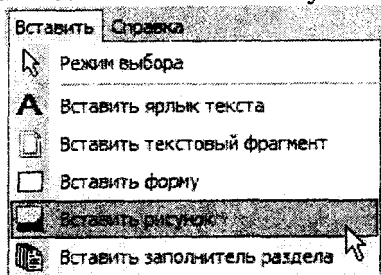 Вставить Справка
Режим выбора
Вставить ярлык текста
Вставить текстовый фрагмент
Вставить форму
Вставить рисунок
Вставить заполнитель раздела